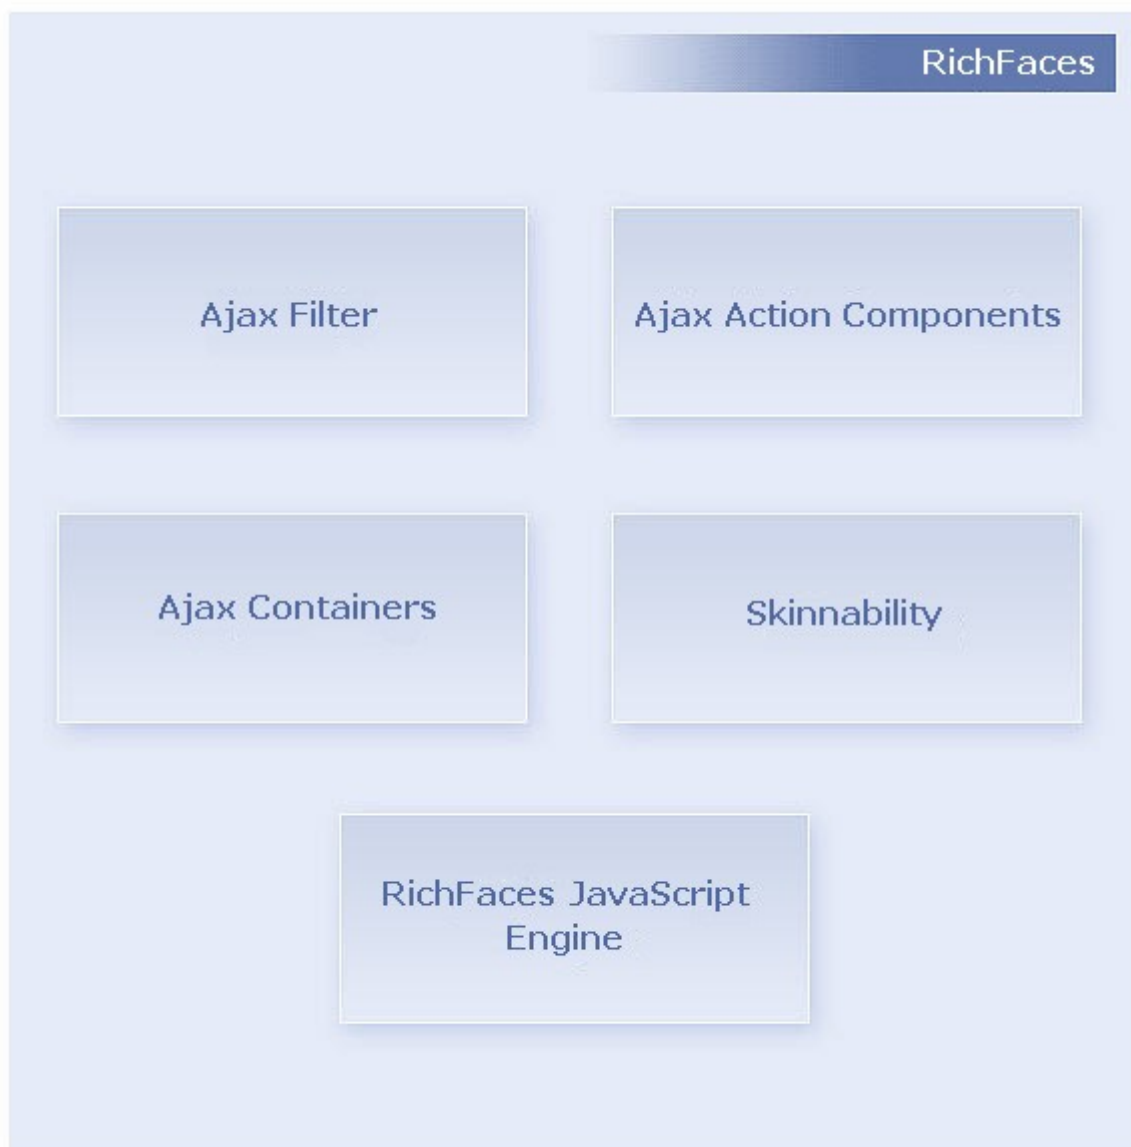 RichFaces
Ajax Filter
Ajax Action Components
Ajax Containers
Skinnability
RichFaces JavaScript
Engine